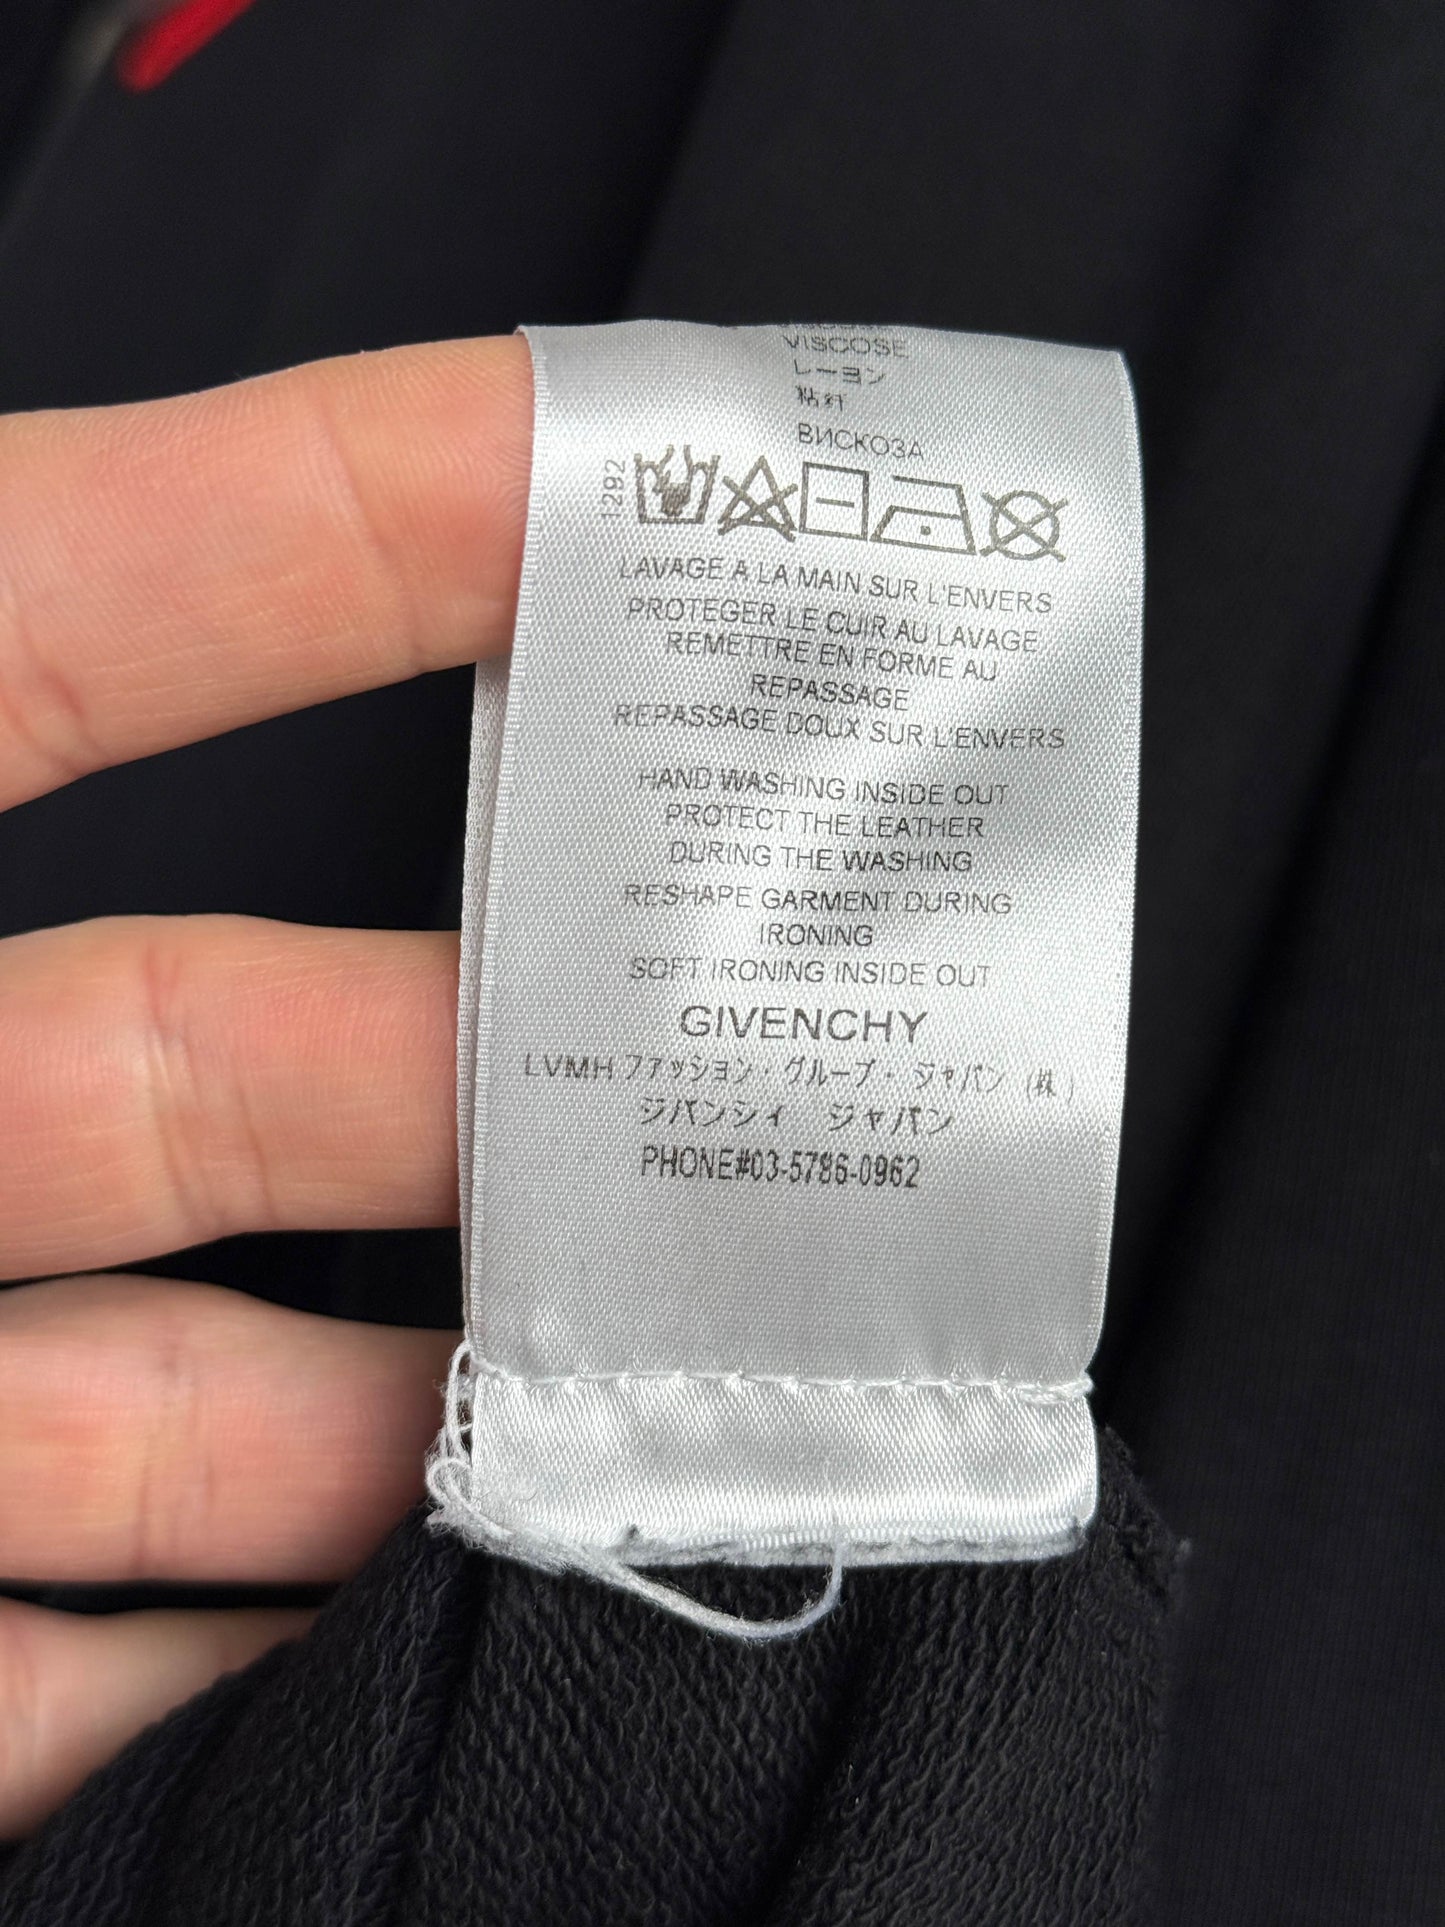 VISCOSE
レーヨン
粘纤
ВИСКОЗА
1292
LAVAGE A LA MAIN SUR L'ENVERS
PROTEGER LE CUIR AU LAVAGE
REMETTRE EN FORME AU
REPASSAGE
REPASSAGE DOUX SUR L'ENVERS
HAND WASHING INSIDE OUT
PROTECT THE LEATHER
DURING THE WASHING
RESHAPE GARMENT DURING
IRONING
SOFT IRONING INSIDE OUT
GIVENCHY
LVMH ファッション・グループ・ジャパン (株)
ジバンシィ ジャパン
PHONE#03-5786-0962